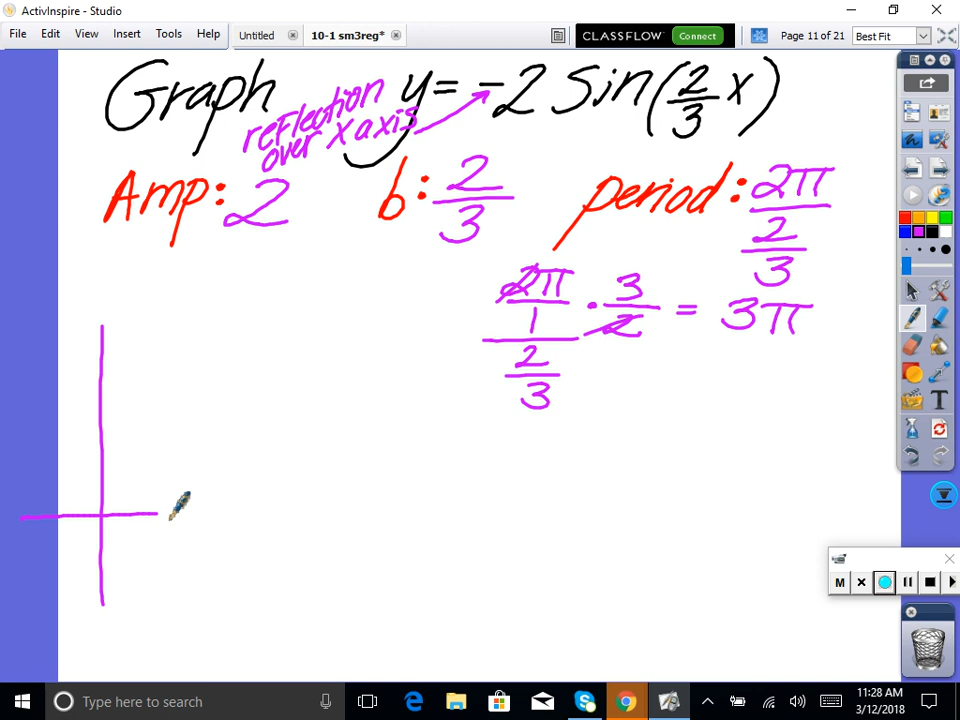 ActivInspire - Studio
File Edit View Insert Tools Help Untitled 10-1 sm3reg* CLASSFLOW Connect Page 11 of 21 Best Fit
Graph y = -2 Sin(2/3 x)
reflection over x axis
Amp: 2 b: 2/3 period: 2π/(2/3)
(2π/1)/(2/3) · 3/2 = 3π
T
M
Type here to search
11:28 AM
3/12/2018